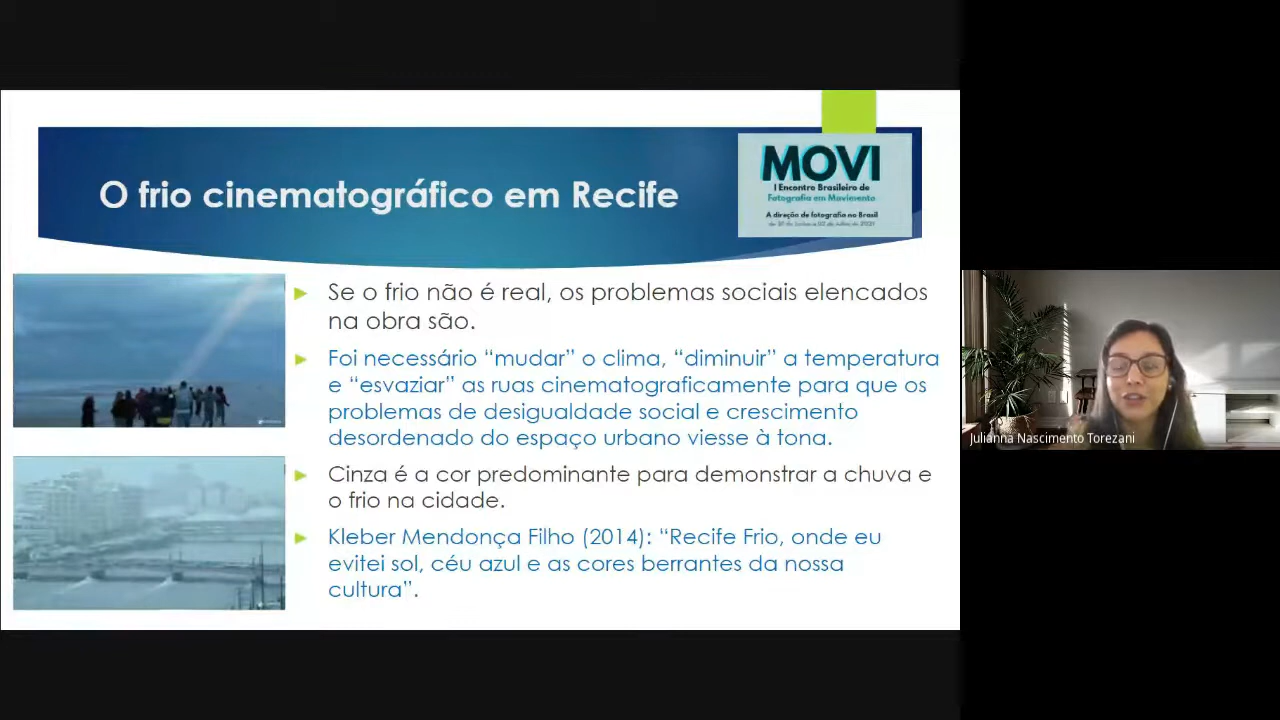 O frio cinematográfico em Recife
MOVI
I Encontro Brasileiro de
Fotografia em Movimento
A direção de fotografia no Brasil
Se o frio não é real, os problemas sociais elencados
na obra são.
Foi necessário “mudar” o clima, “diminuir” a temperatura
e “esvaziar” as ruas cinematograficamente para que os
problemas de desigualdade social e crescimento
desordenado do espaço urbano viesse à tona.
Cinza é a cor predominante para demonstrar a chuva e
o frio na cidade.
Kleber Mendonça Filho (2014): “Recife Frio, onde eu
evitei sol, céu azul e as cores berrantes da nossa
cultura”.
Julianna Nascimento Torezani